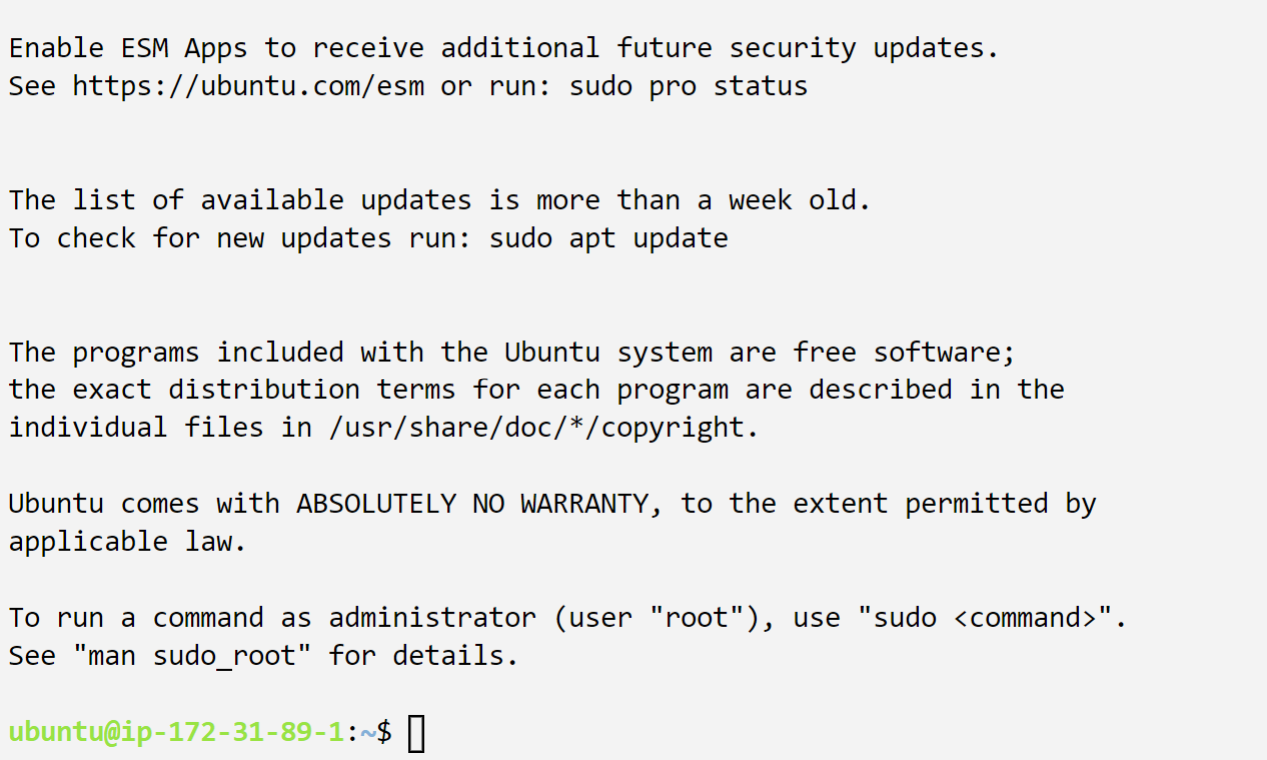 Enable ESM Apps to receive additional future security updates.
See https://ubuntu.com/esm or run: sudo pro status
The list of available updates is more than a week old.
To check for new updates run: sudo apt update
The programs included with the Ubuntu system are free software;
the exact distribution terms for each program are described in the
individual files in /usr/share/doc/*/copyright.
Ubuntu comes with ABSOLUTELY NO WARRANTY, to the extent permitted by
applicable law.
To run a command as administrator (user "root"), use "sudo <command>".
See "man sudo_root" for details.
ubuntu@ip-172-31-89-1:~$